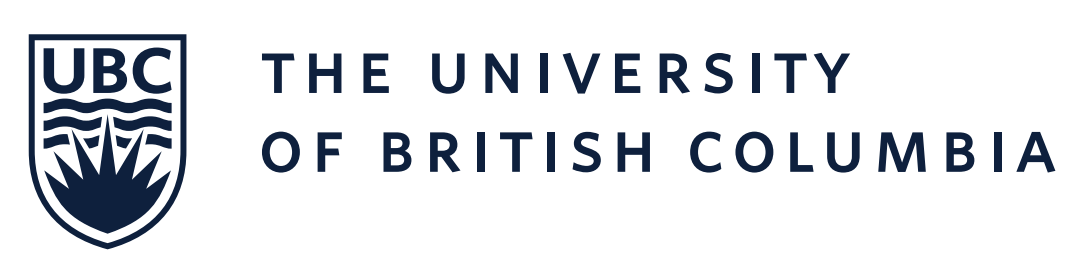 UBC
THE UNIVERSITY
OF BRITISH COLUMBIA